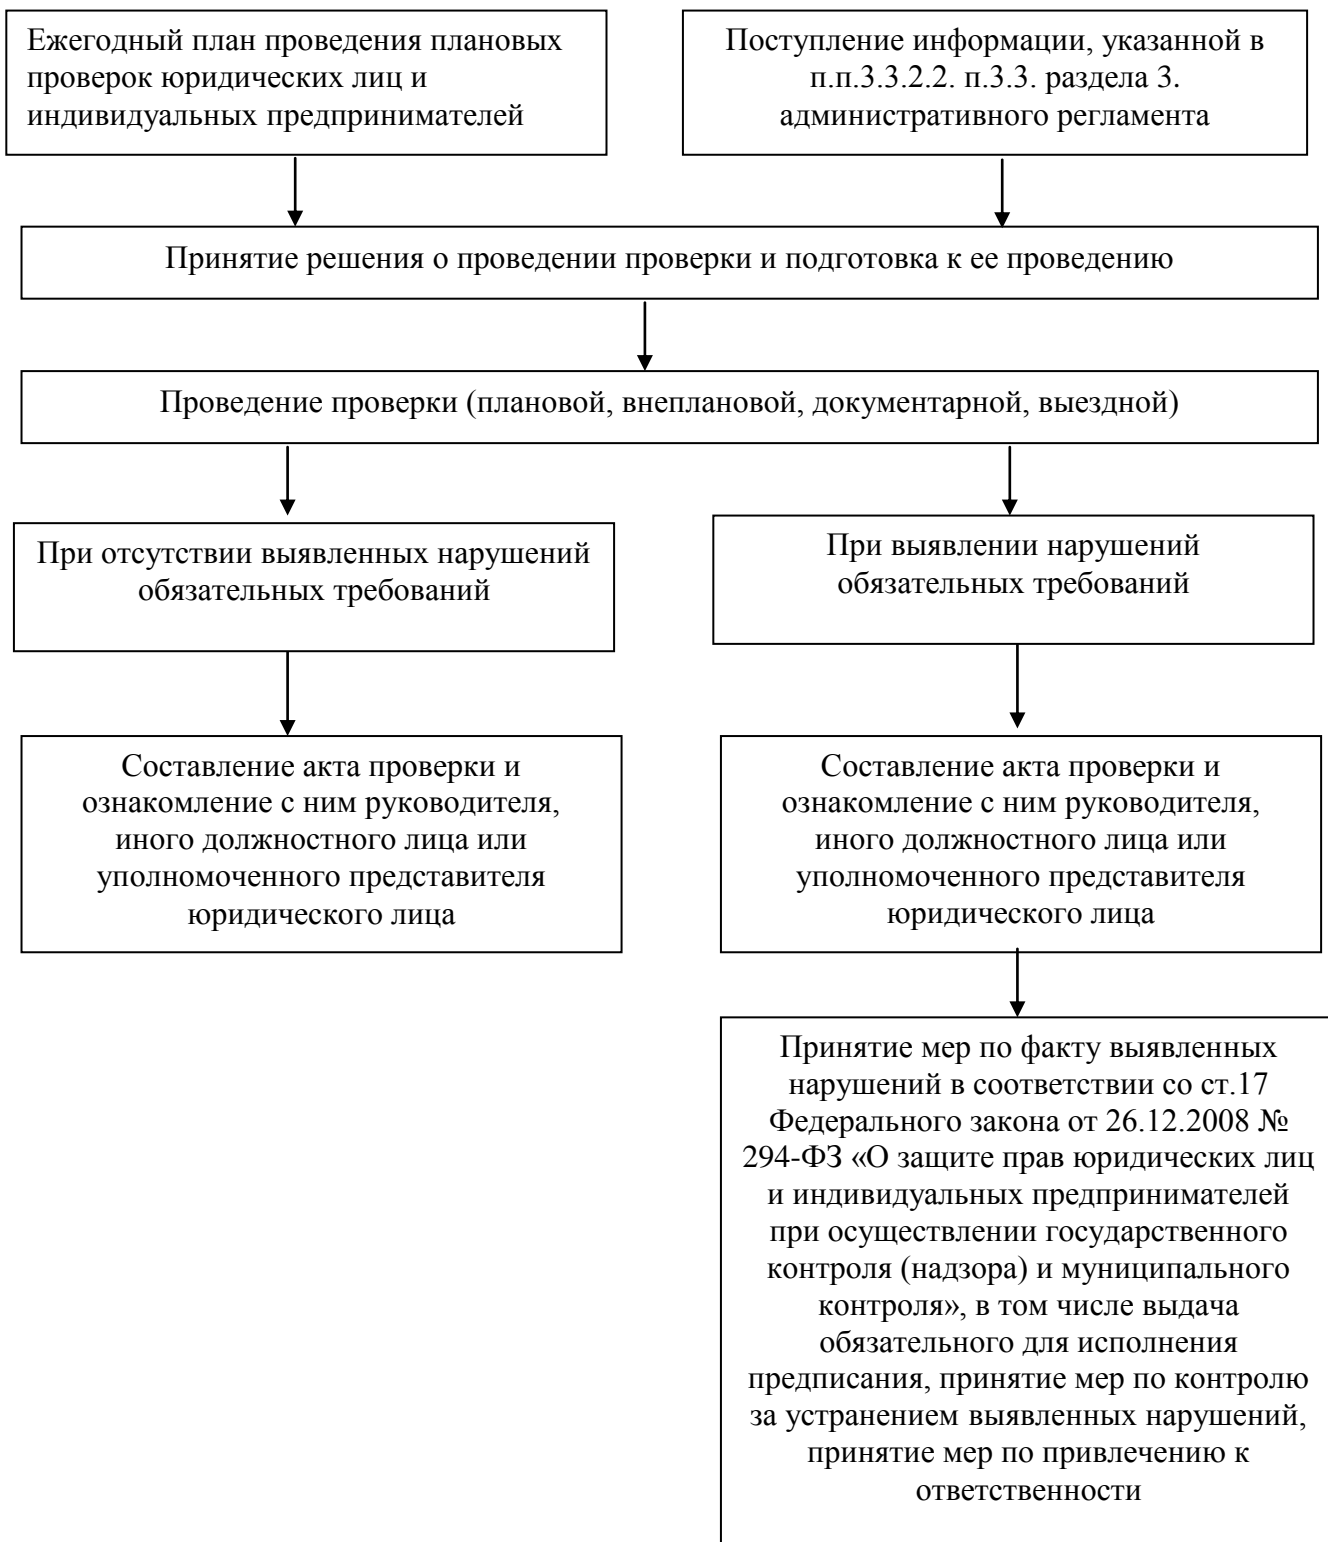 Ежегодный план проведения плановых
проверок юридических лиц и
индивидуальных предпринимателей
Поступление информации, указанной в
п.п.3.3.2.2. п.3.3. раздела 3.
административного регламента
Принятие решения о проведении проверки и подготовка к ее проведению
Проведение проверки (плановой, внеплановой, документарной, выездной)
При отсутствии выявленных нарушений
обязательных требований
При выявлении нарушений
обязательных требований
Составление акта проверки и
ознакомление с ним руководителя,
иного должностного лица или
уполномоченного представителя
юридического лица
Составление акта проверки и
ознакомление с ним руководителя,
иного должностного лица или
уполномоченного представителя
юридического лица
Принятие мер по факту выявленных
нарушений в соответствии со ст.17
Федерального закона от 26.12.2008 №
294-ФЗ «О защите прав юридических лиц
и индивидуальных предпринимателей
при осуществлении государственного
контроля (надзора) и муниципального
контроля», в том числе выдача
обязательного для исполнения
предписания, принятие мер по контролю
за устранением выявленных нарушений,
принятие мер по привлечению к
ответственности